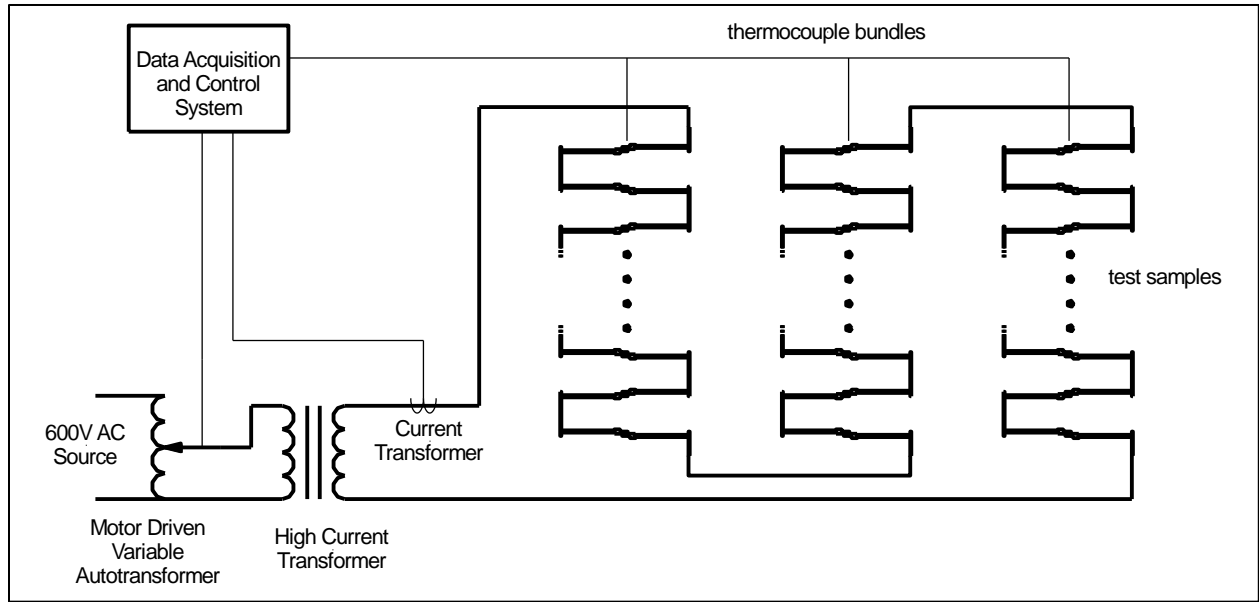 Data Acquisition
and Control
System
thermocouple bundles
test samples
600V AC
Source
Current
Transformer
Motor Driven
Variable
Autotransformer
High Current
Transformer